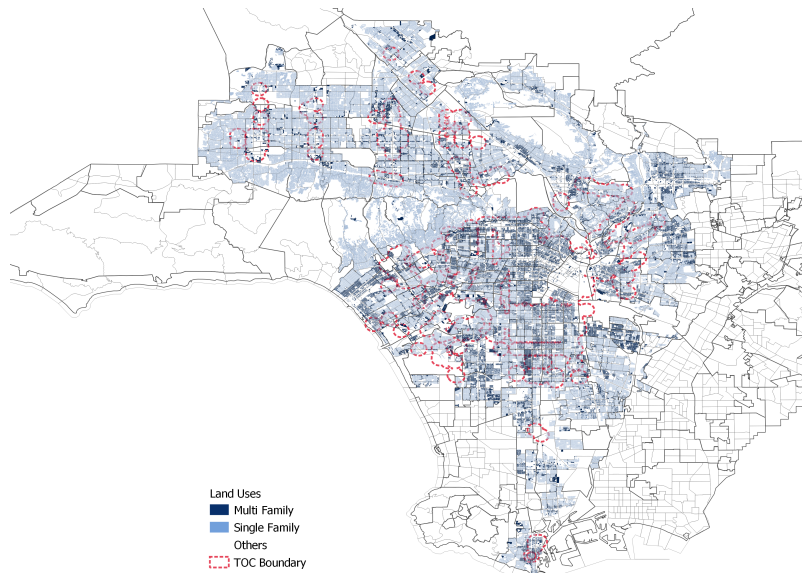 Land Uses
Multi Family
Single Family
Others
TOC Boundary